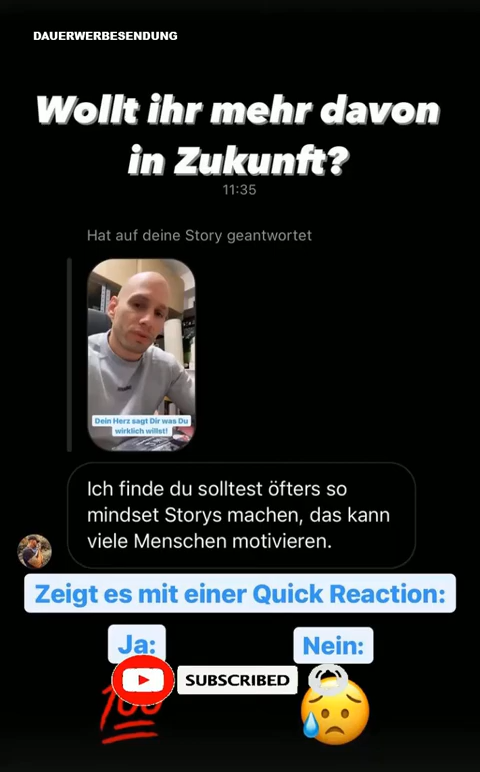 DAUERWERBESENDUNG
Wollt ihr mehr davon
in Zukunft?
11:35
Hat auf deine Story geantwortet
Dein Herz sagt Dir was Du
wirklich willst!
Ich finde du solltest öfters so
mindset Storys machen, das kann
viele Menschen motivieren.
Zeigt es mit einer Quick Reaction:
Ja: Nein:
SUBSCRIBED
100